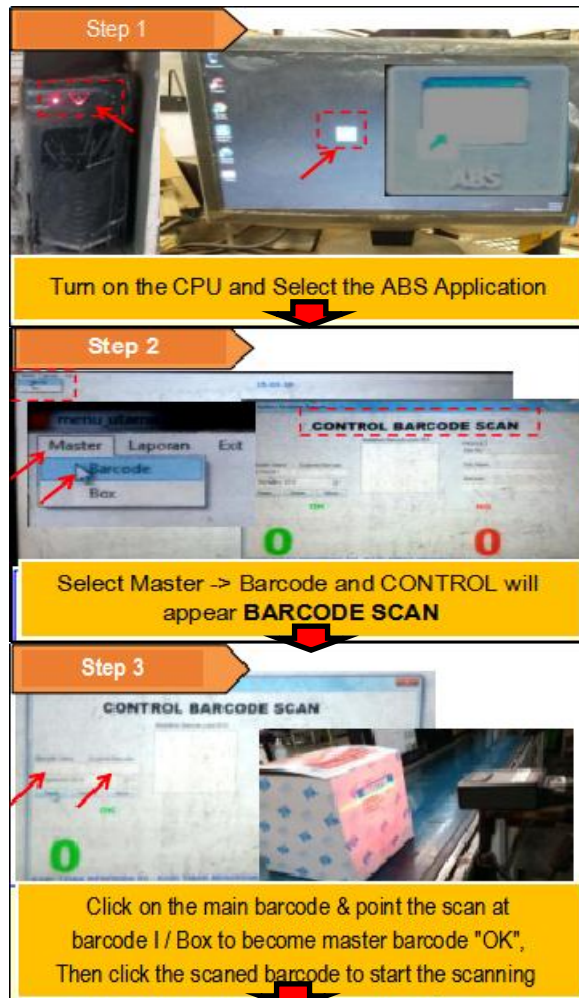 Step 1
ABS
Turn on the CPU and Select the ABS Application
Step 2
menu_utama
Master Laporan Exit
Barcode
Box
CONTROL BARCODE SCAN
OK
NG
0 0
Select Master -> Barcode and CONTROL will
appear BARCODE SCAN
Step 3
CONTROL BARCODE SCAN
OK
0
Click on the main barcode & point the scan at
barcode I / Box to become master barcode "OK",
Then click the scaned barcode to start the scanning